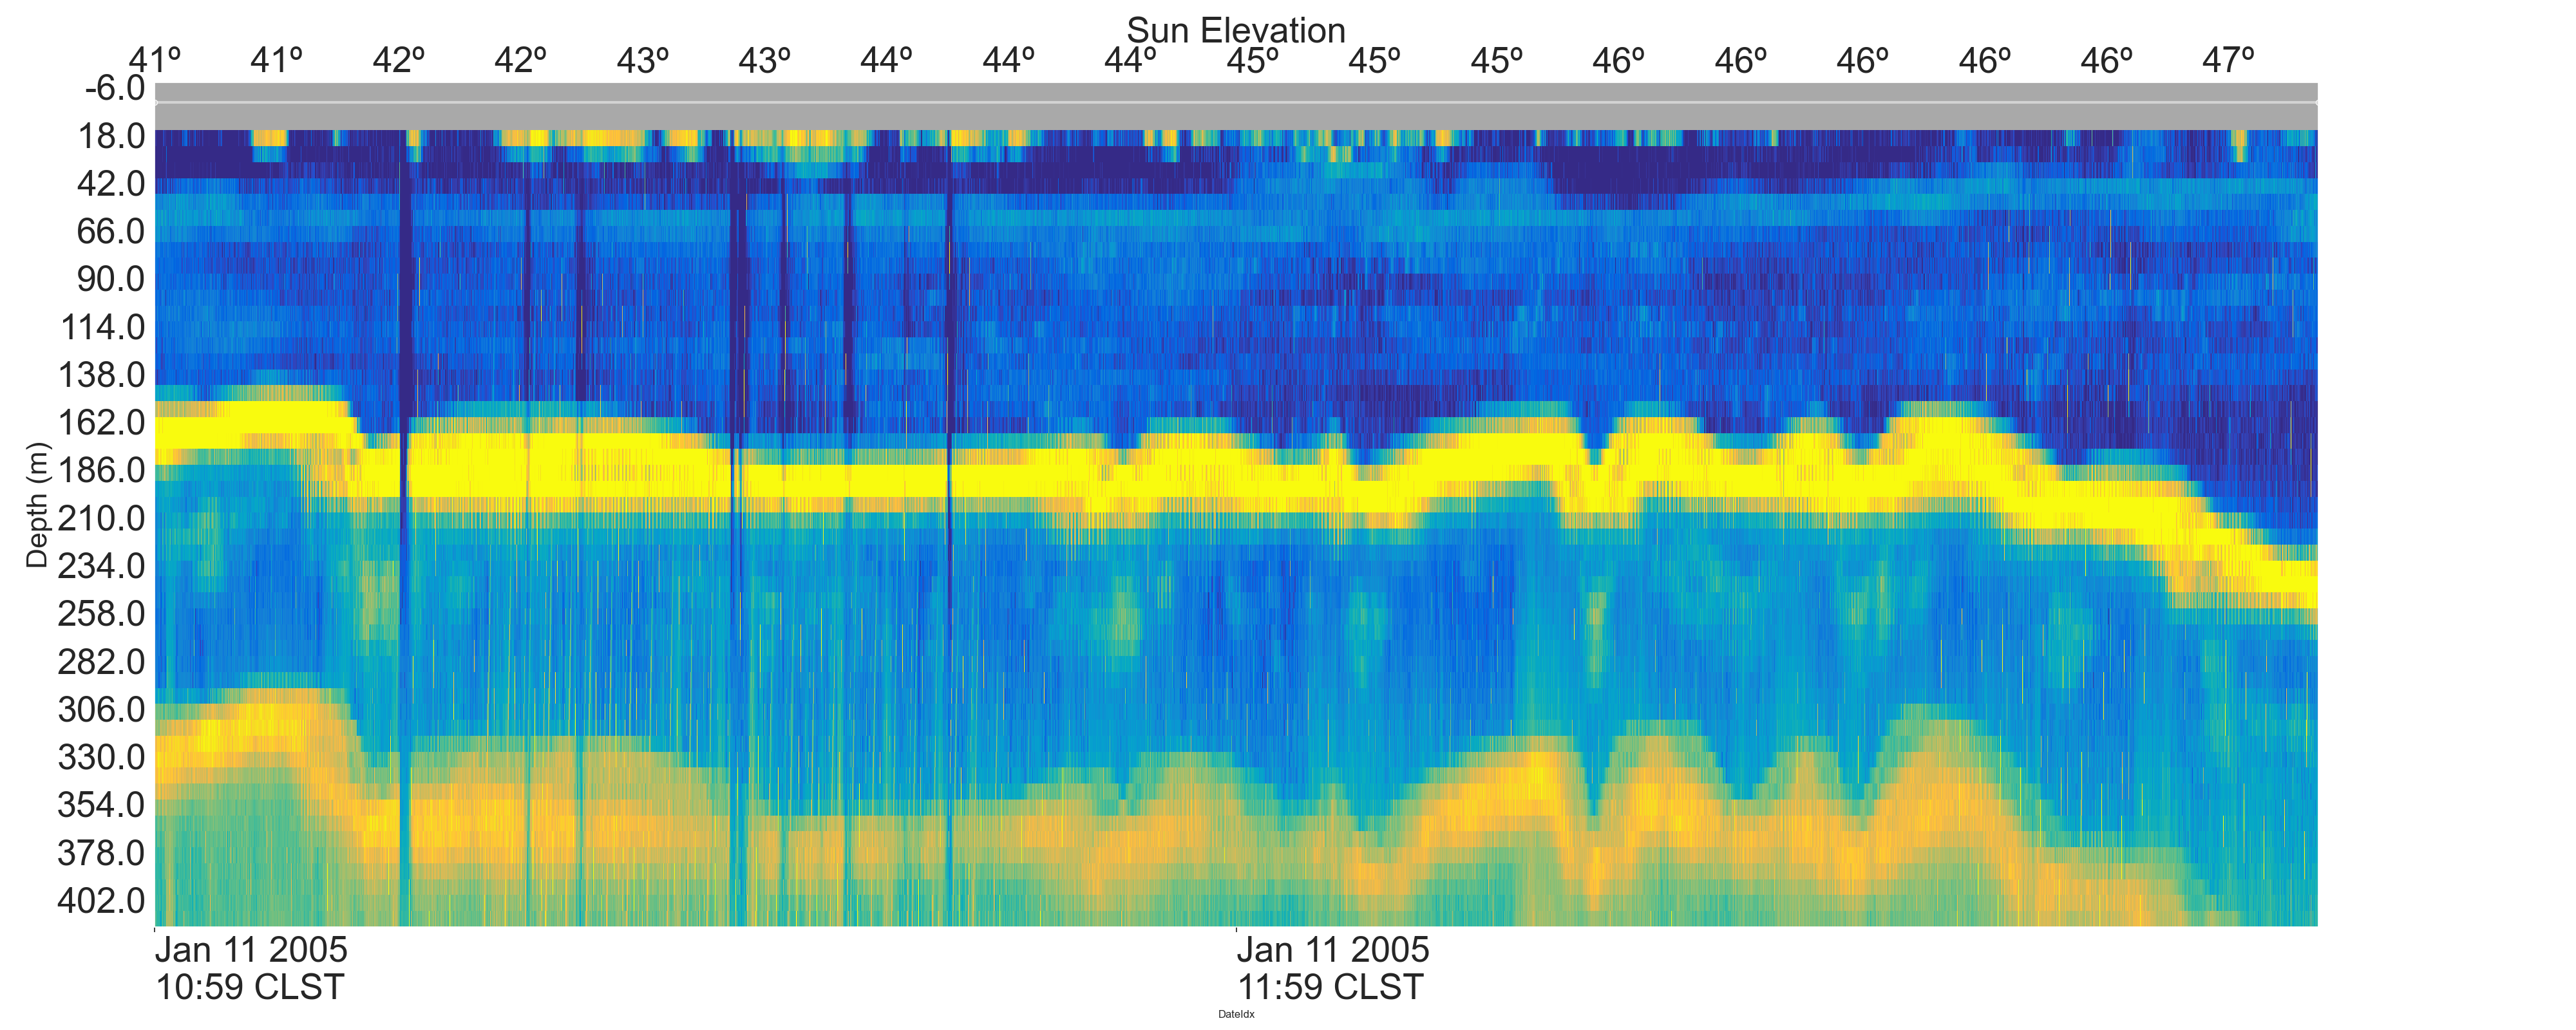 Sun Elevation
41º 41º 42º 42º 43º 43º 44º 44º 44º 45º 45º 45º 46º 46º 46º 46º 46º 47º
-6.0
18.0
42.0
66.0
90.0
114.0
138.0
162.0
186.0
210.0
234.0
258.0
282.0
306.0
330.0
354.0
378.0
402.0
Depth (m)
Jan 11 2005
10:59 CLST
Jan 11 2005
11:59 CLST
DateIdx